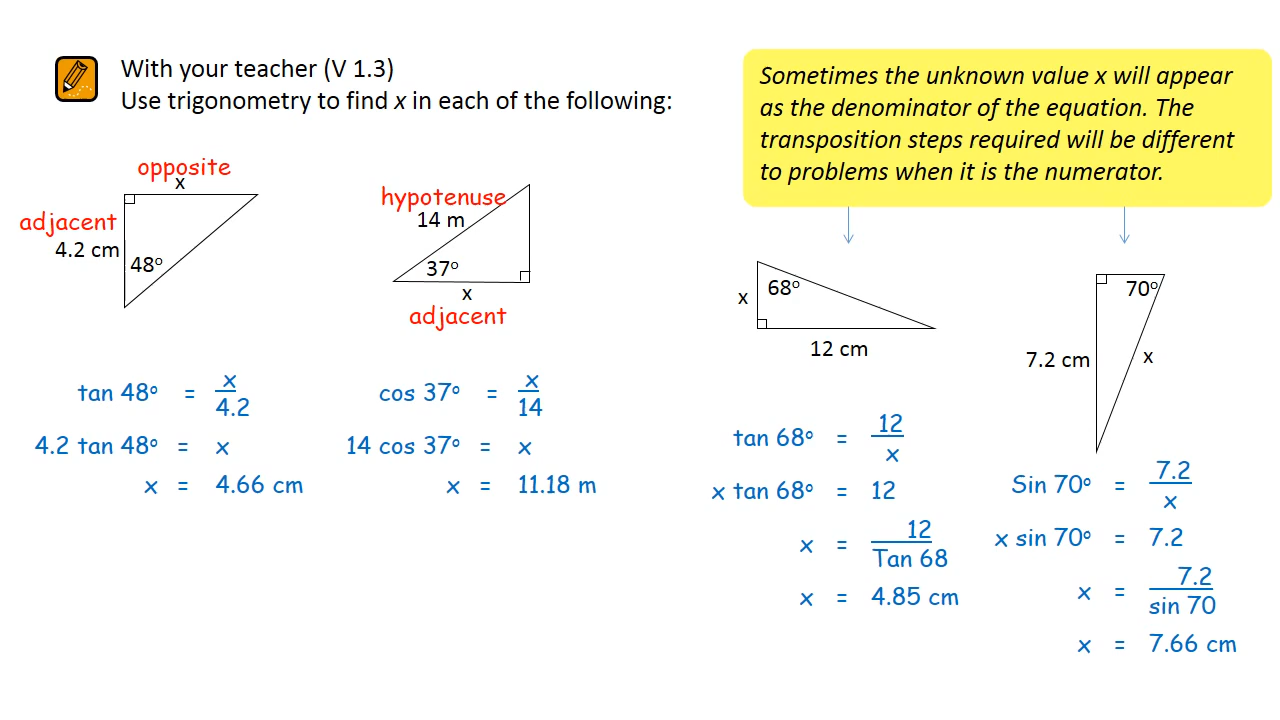 With your teacher (V 1.3)
Use trigonometry to find x in each of the following:
Sometimes the unknown value x will appear
as the denominator of the equation. The
transposition steps required will be different
to problems when it is the numerator.
opposite
x
adjacent
4.2 cm
48°
hypotenuse
14 m
37°
x
adjacent
x
68°
12 cm
70°
7.2 cm
x
tan 48° = x/4.2
4.2 tan 48° = x
x = 4.66 cm
cos 37° = x/14
14 cos 37° = x
x = 11.18 m
tan 68° = 12/x
x tan 68° = 12
x = 12/Tan 68
x = 4.85 cm
Sin 70° = 7.2/x
x sin 70° = 7.2
x = 7.2/sin 70
x = 7.66 cm